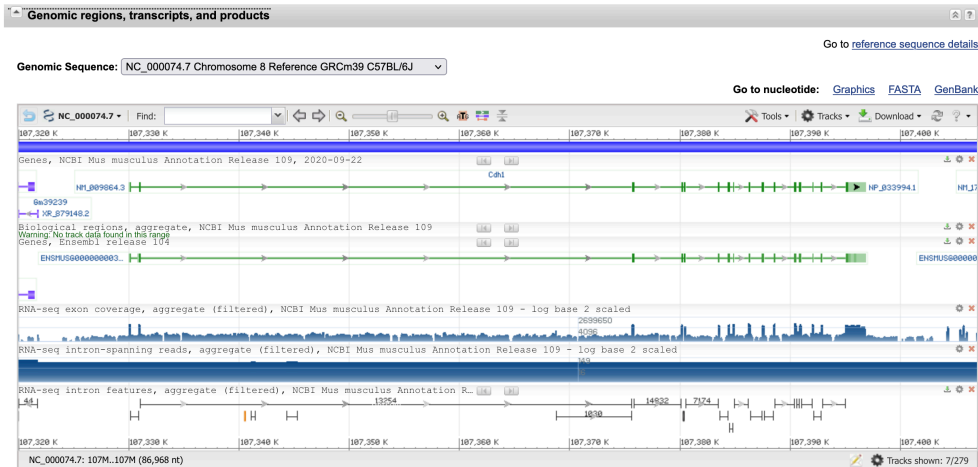 Genomic regions, transcripts, and products
?
Go to reference sequence details
Genomic Sequence: NC_000074.7 Chromosome 8 Reference GRCm39 C57BL/6J
Go to nucleotide: Graphics FASTA GenBank
NC_000074.7 Find: Tools Tracks Download ?
107,320 K 107,330 K 107,340 K 107,350 K 107,360 K 107,370 K 107,380 K 107,390 K 107,400 K
Genes, NCBI Mus musculus Annotation Release 109, 2020-09-22
Cdh1
NM_009864.3 NP_033994.1 NM_17
Gm39239
XR_879148.2
Biological regions, aggregate, NCBI Mus musculus Annotation Release 109
Warning: No track data found in this range
Genes, Ensembl release 104
ENSMUSG000000003... ENSMUSG00000
RNA-seq exon coverage, aggregate (filtered), NCBI Mus musculus Annotation Release 109 - log base 2 scaled
2699650
4096
RNA-seq intron-spanning reads, aggregate (filtered), NCBI Mus musculus Annotation Release 109 - log base 2 scaled
149
RNA-seq intron features, aggregate (filtered), NCBI Mus musculus Annotation R…
44 13254 14932 7174
1030
107,320 K 107,330 K 107,340 K 107,350 K 107,360 K 107,370 K 107,380 K 107,390 K 107,400 K
NC_000074.7: 107M..107M (86,968 nt) Tracks shown: 7/279